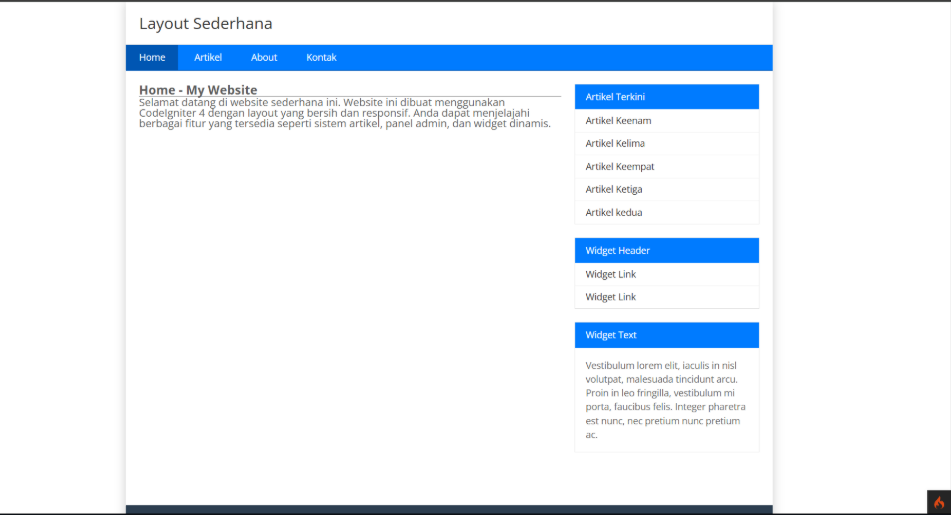 Layout Sederhana
Home
Artikel
About
Kontak
Home - My Website
Selamat datang di website sederhana ini. Website ini dibuat menggunakan
CodeIgniter 4 dengan layout yang bersih dan responsif. Anda dapat menjelajahi
berbagai fitur yang tersedia seperti sistem artikel, panel admin, dan widget dinamis.
Artikel Terkini
Artikel Keenam
Artikel Kelima
Artikel Keempat
Artikel Ketiga
Artikel kedua
Widget Header
Widget Link
Widget Link
Widget Text
Vestibulum lorem elit, iaculis in nisl
volutpat, malesuada tincidunt arcu.
Proin in leo fringilla, vestibulum mi
porta, faucibus felis. Integer pharetra
est nunc, nec pretium nunc pretium
ac.